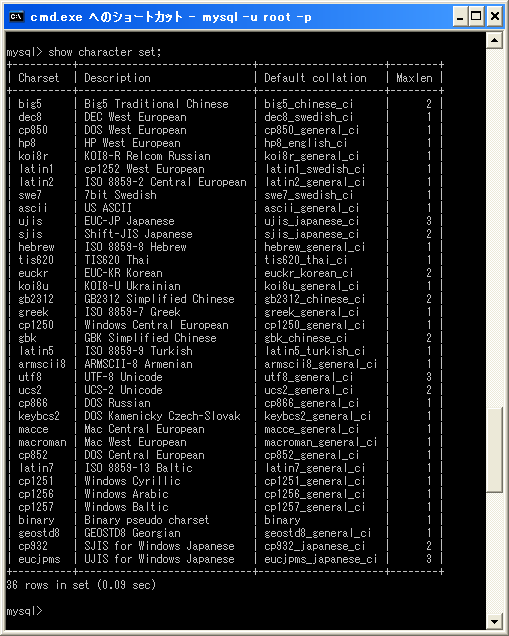 cmd.exe へのショートカット - mysql -u root -p
mysql> show character set;
+----------+-----------------------------+---------------------+--------+
| Charset  | Description                 | Default collation   | Maxlen |
+----------+-----------------------------+---------------------+--------+
| big5     | Big5 Traditional Chinese    | big5_chinese_ci     |      2 |
| dec8     | DEC West European           | dec8_swedish_ci     |      1 |
| cp850    | DOS West European           | cp850_general_ci    |      1 |
| hp8      | HP West European            | hp8_english_ci      |      1 |
| koi8r    | KOI8-R Relcom Russian       | koi8r_general_ci    |      1 |
| latin1   | cp1252 West European        | latin1_swedish_ci   |      1 |
| latin2   | ISO 8859-2 Central European | latin2_general_ci   |      1 |
| swe7     | 7bit Swedish                | swe7_swedish_ci     |      1 |
| ascii    | US ASCII                    | ascii_general_ci    |      1 |
| ujis     | EUC-JP Japanese             | ujis_japanese_ci    |      3 |
| sjis     | Shift-JIS Japanese          | sjis_japanese_ci    |      2 |
| hebrew   | ISO 8859-8 Hebrew           | hebrew_general_ci   |      1 |
| tis620   | TIS620 Thai                 | tis620_thai_ci      |      1 |
| euckr    | EUC-KR Korean               | euckr_korean_ci     |      2 |
| koi8u    | KOI8-U Ukrainian            | koi8u_general_ci    |      1 |
| gb2312   | GB2312 Simplified Chinese   | gb2312_chinese_ci   |      2 |
| greek    | ISO 8859-7 Greek            | greek_general_ci    |      1 |
| cp1250   | Windows Central European    | cp1250_general_ci   |      1 |
| gbk      | GBK Simplified Chinese      | gbk_chinese_ci      |      2 |
| latin5   | ISO 8859-9 Turkish          | latin5_turkish_ci   |      1 |
| armscii8 | ARMSCII-8 Armenian          | armscii8_general_ci |      1 |
| utf8     | UTF-8 Unicode               | utf8_general_ci     |      3 |
| ucs2     | UCS-2 Unicode               | ucs2_general_ci     |      2 |
| cp866    | DOS Russian                 | cp866_general_ci    |      1 |
| keybcs2  | DOS Kamenicky Czech-Slovak  | keybcs2_general_ci  |      1 |
| macce    | Mac Central European        | macce_general_ci    |      1 |
| macroman | Mac West European           | macroman_general_ci |      1 |
| cp852    | DOS Central European        | cp852_general_ci    |      1 |
| latin7   | ISO 8859-13 Baltic          | latin7_general_ci   |      1 |
| cp1251   | Windows Cyrillic            | cp1251_general_ci   |      1 |
| cp1256   | Windows Arabic              | cp1256_general_ci   |      1 |
| cp1257   | Windows Baltic              | cp1257_general_ci   |      1 |
| binary   | Binary pseudo charset       | binary              |      1 |
| geostd8  | GEOSTD8 Georgian            | geostd8_general_ci  |      1 |
| cp932    | SJIS for Windows Japanese   | cp932_japanese_ci   |      2 |
| eucjpms  | UJIS for Windows Japanese   | eucjpms_japanese_ci |      3 |
+----------+-----------------------------+---------------------+--------+
36 rows in set (0.09 sec)
mysql>